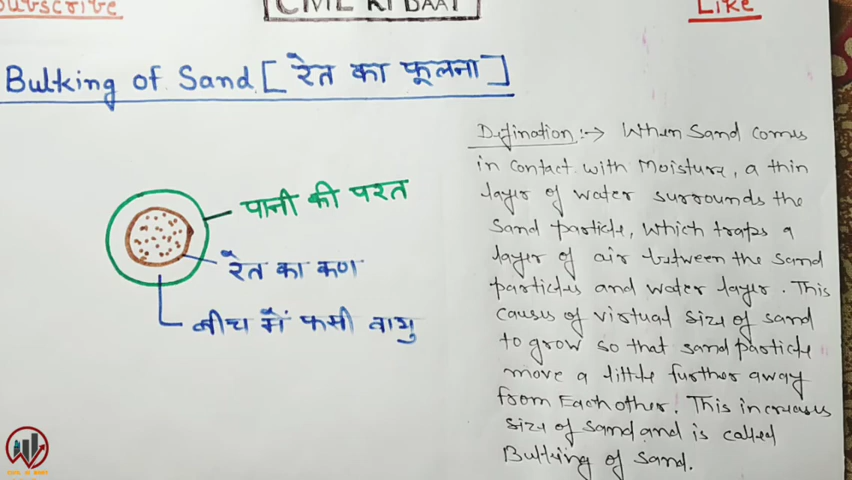 Subscribe
CIVIL KI BAAT
Like
Bulking of Sand [ रेत का फूलना ]
पानी की परत
रेत का कण
बीच में फसी वायु
Defination :→ When Sand comes
in contact with Moisture, a thin
layer of water surrounds the
Sand particle, which traps a
layer of air between the sand
particles and water layer. This
causes of virtual size of sand
to grow so that sand particle
move a little further away
from Each other. This increases
size of sand and is called
Bulking of Sand.
CIVIL KI BAAT